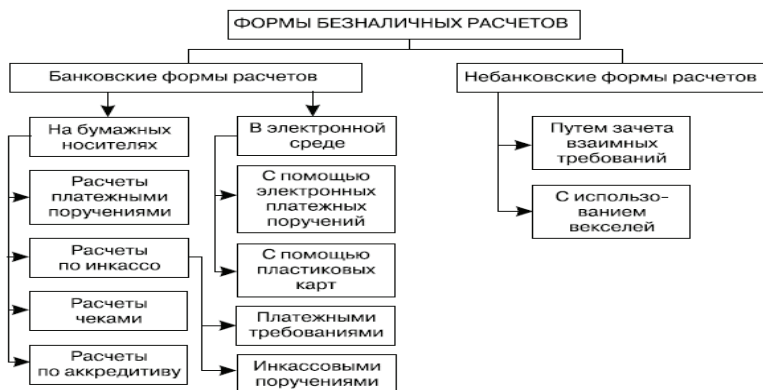 ФОРМЫ БЕЗНАЛИЧНЫХ РАСЧЕТОВ
Банковские формы расчетов
Небанковские формы расчетов
На бумажных
носителях
Расчеты
платежными
поручениями
Расчеты
по инкассо
Расчеты
чеками
Расчеты
по аккредитиву
В электронной
среде
С помощью
электронных
платежных
поручений
С помощью
пластиковых
карт
Платежными
требованиями
Инкассовыми
поручениями
Путем зачета
взаимных
требований
С использо-
ванием
векселей